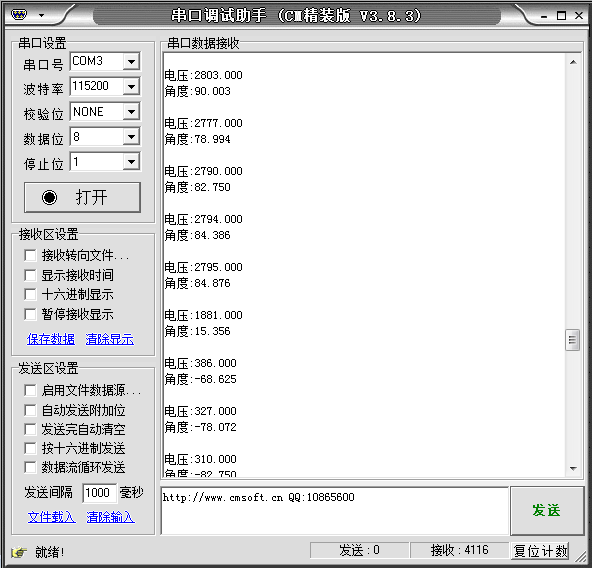 串口调试助手 (CM精装版 V3.8.3)
串口设置
串口号 COM3
波特率 115200
校验位 NONE
数据位 8
停止位 1
打开
接收区设置
接收转向文件...
显示接收时间
十六进制显示
暂停接收显示
保存数据 清除显示
发送区设置
启用文件数据源...
自动发送附加位
发送完自动清空
按十六进制发送
数据流循环发送
发送间隔 1000 毫秒
文件载入 清除输入
串口数据接收
电压:2803.000
角度:90.003
电压:2777.000
角度:78.994
电压:2790.000
角度:82.750
电压:2794.000
角度:84.386
电压:2795.000
角度:84.876
电压:1881.000
角度:15.356
电压:386.000
角度:-68.625
电压:327.000
角度:-78.072
电压:310.000
角度:-82.750
http://www.cmsoft.cn QQ:10865600
发送
就绪!
发送 : 0
接收 : 4116
复位计数